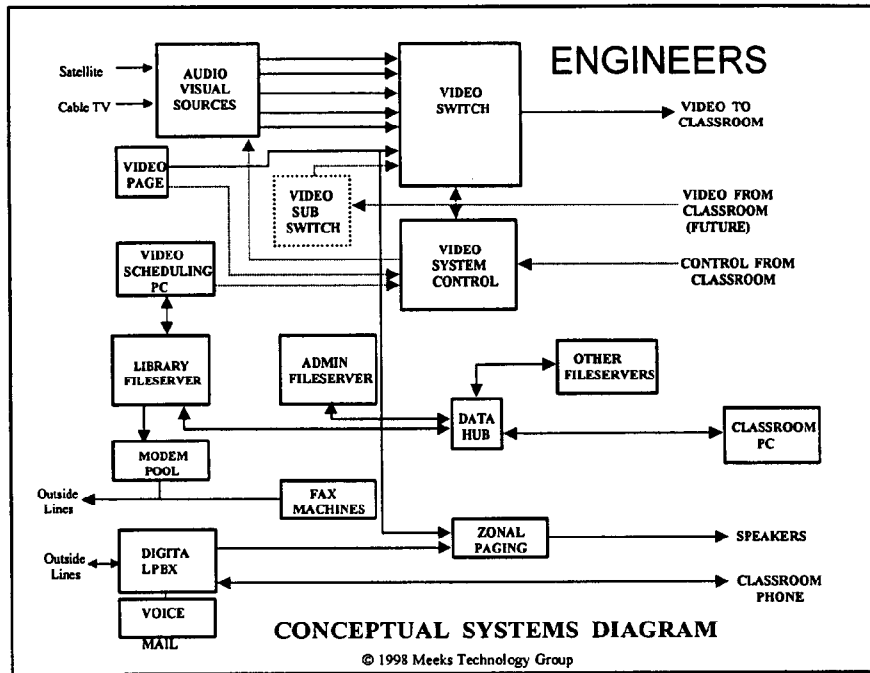 ENGINEERS
Satellite
Cable TV
AUDIO
VISUAL
SOURCES
VIDEO
SWITCH
VIDEO TO
CLASSROOM
VIDEO
PAGE
VIDEO
SUB
SWITCH
VIDEO FROM
CLASSROOM
(FUTURE)
VIDEO
SCHEDULING
PC
VIDEO
SYSTEM
CONTROL
CONTROL FROM
CLASSROOM
LIBRARY
FILESERVER
ADMIN
FILESERVER
OTHER
FILESERVERS
DATA
HUB
CLASSROOM
PC
MODEM
POOL
Outside
Lines
FAX
MACHINES
ZONAL
PAGING
SPEAKERS
Outside
Lines
DIGITA
LPBX
CLASSROOM
PHONE
VOICE
MAIL
CONCEPTUAL SYSTEMS DIAGRAM
© 1998 Meeks Technology Group